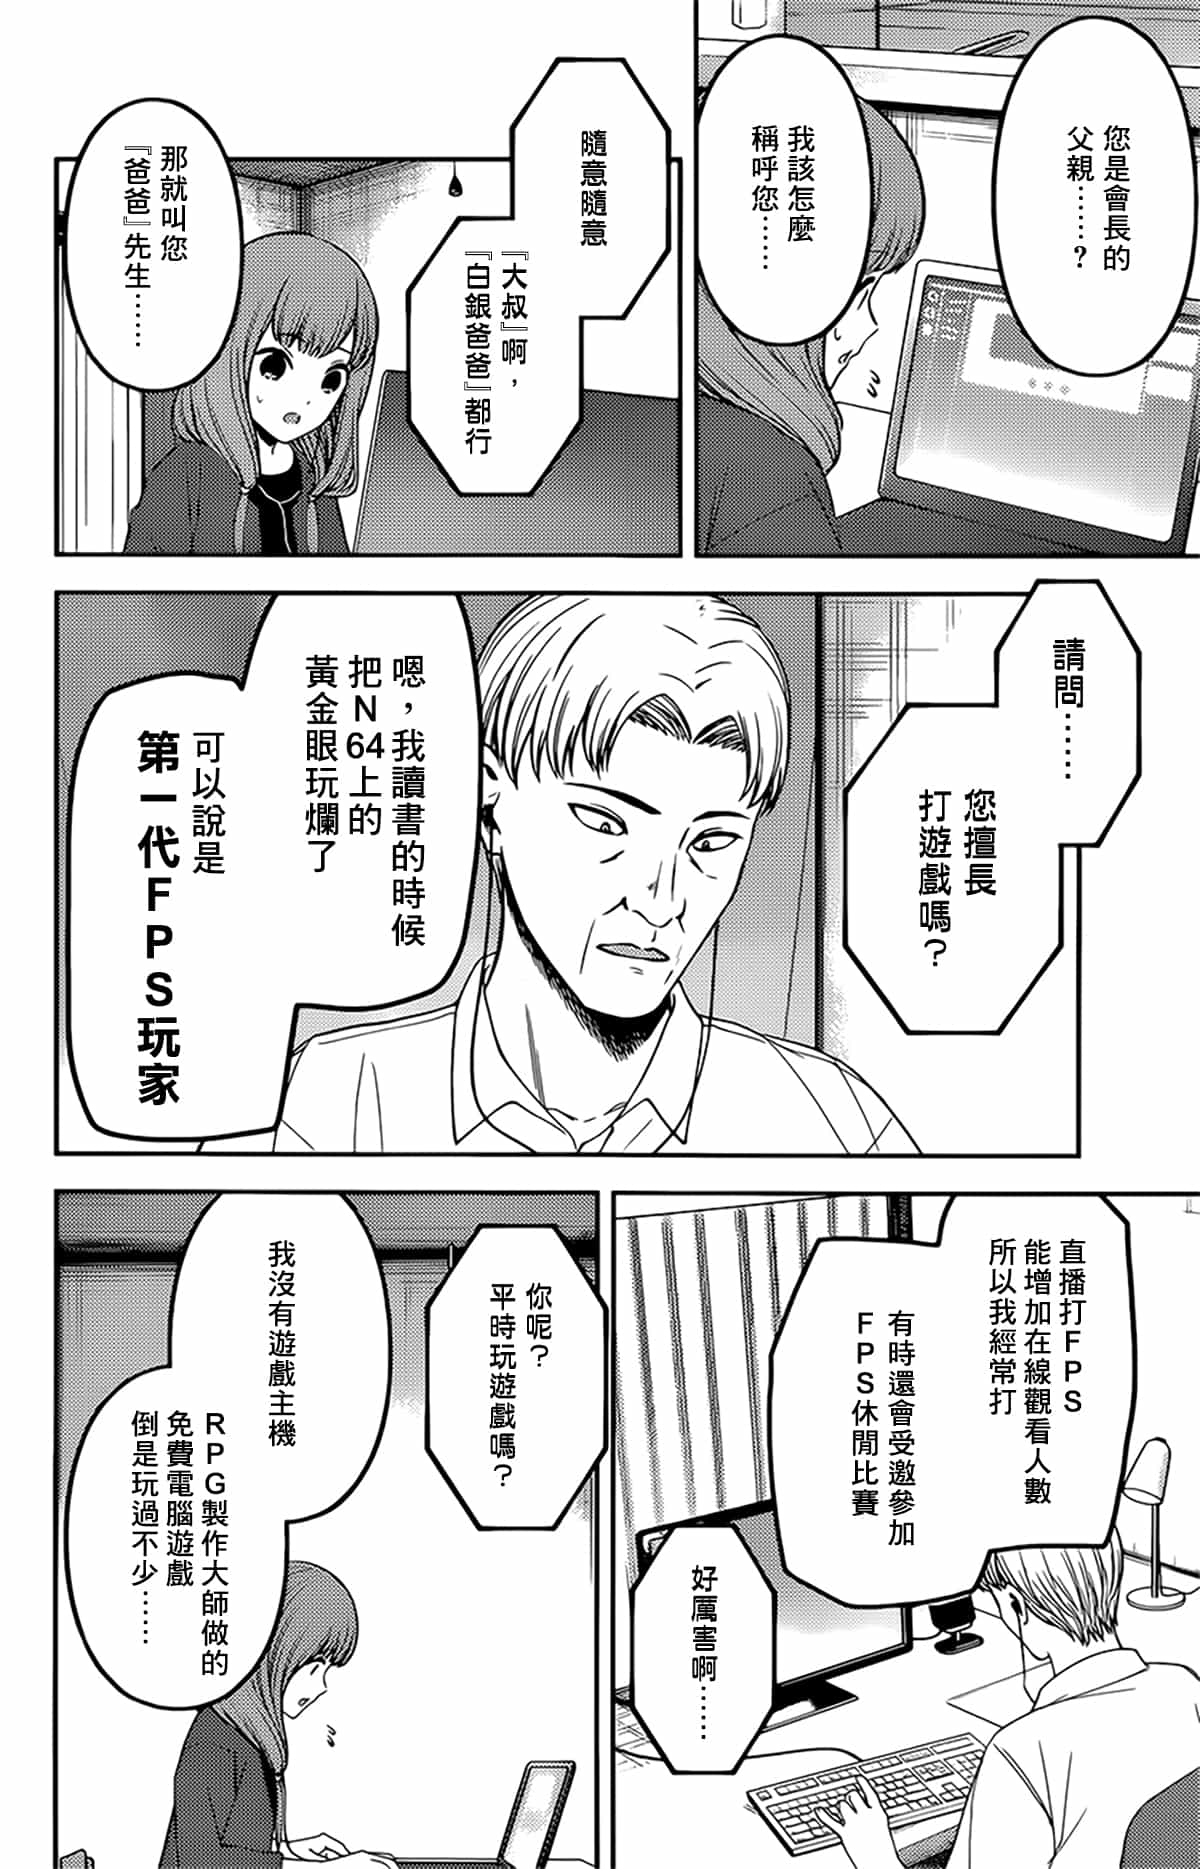 您是會長的
父親……？
我該怎麼
稱呼您……
隨意隨意
『大叔』啊，
『白銀爸爸』都行
那就叫您
『爸爸』先生……
請問……
您擅長
打遊戲嗎？
嗯，我讀書的時候
把N64上的
黃金眼玩爛了
可以說是
第一代FPS玩家
直播打FPS
能增加在線觀看人數
所以我經常打
有時還會受邀參加
FPS休閒比賽
好厲害啊……
你呢？
平時玩遊戲嗎？
我沒有遊戲主機
RPG製作大師做的
免費電腦遊戲
倒是玩過不少……